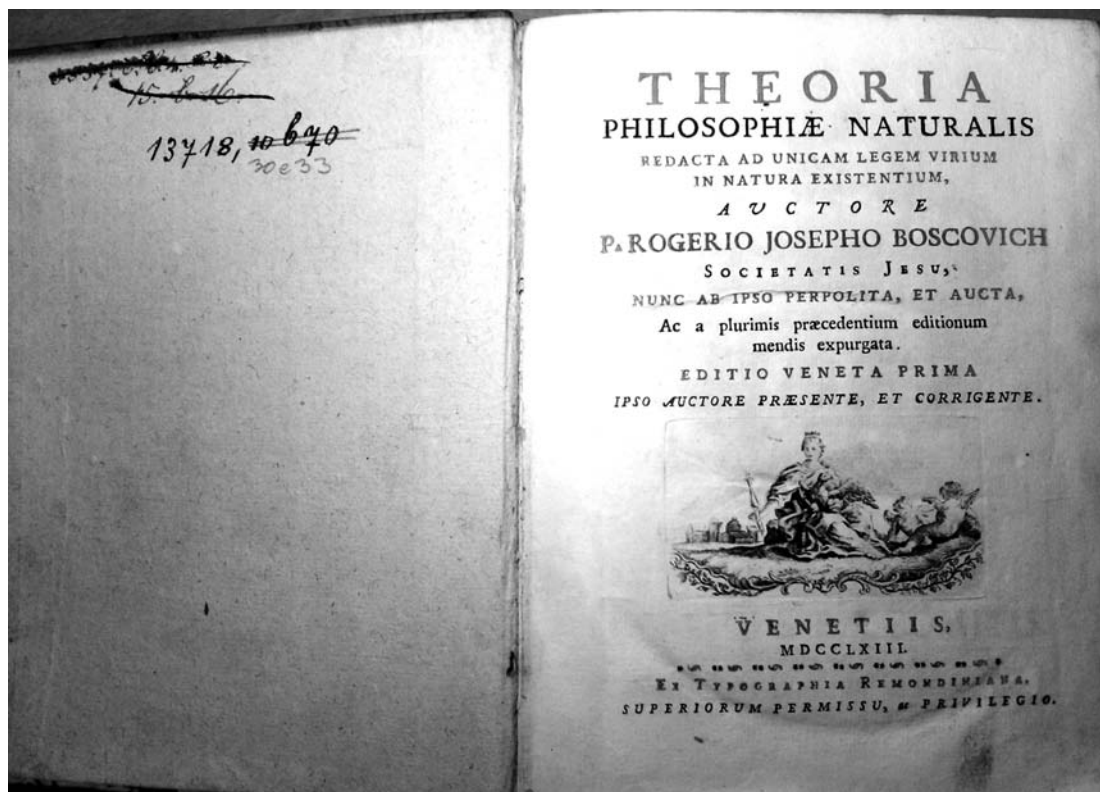 15. b. 16.
13718, 10 b 70
30 e 33
THEORIA
PHILOSOPHIÆ NATURALIS
REDACTA AD UNICAM LEGEM VIRIUM
IN NATURA EXISTENTIUM,
AUCTORE
P. ROGERIO JOSEPHO BOSCOVICH
SOCIETATIS JESU,
NUNC AB IPSO PERPOLITA, ET AUCTA,
Ac a plurimis præcedentium editionum
mendis expurgata.
EDITIO VENETA PRIMA
IPSO AUCTORE PRÆSENTE, ET CORRIGENTE.
VENETIIS,
MDCCLXIII.
EX TYPOGRAPHIA REMONDINIANA.
SUPERIORUM PERMISSU, ac PRIVILEGIO.